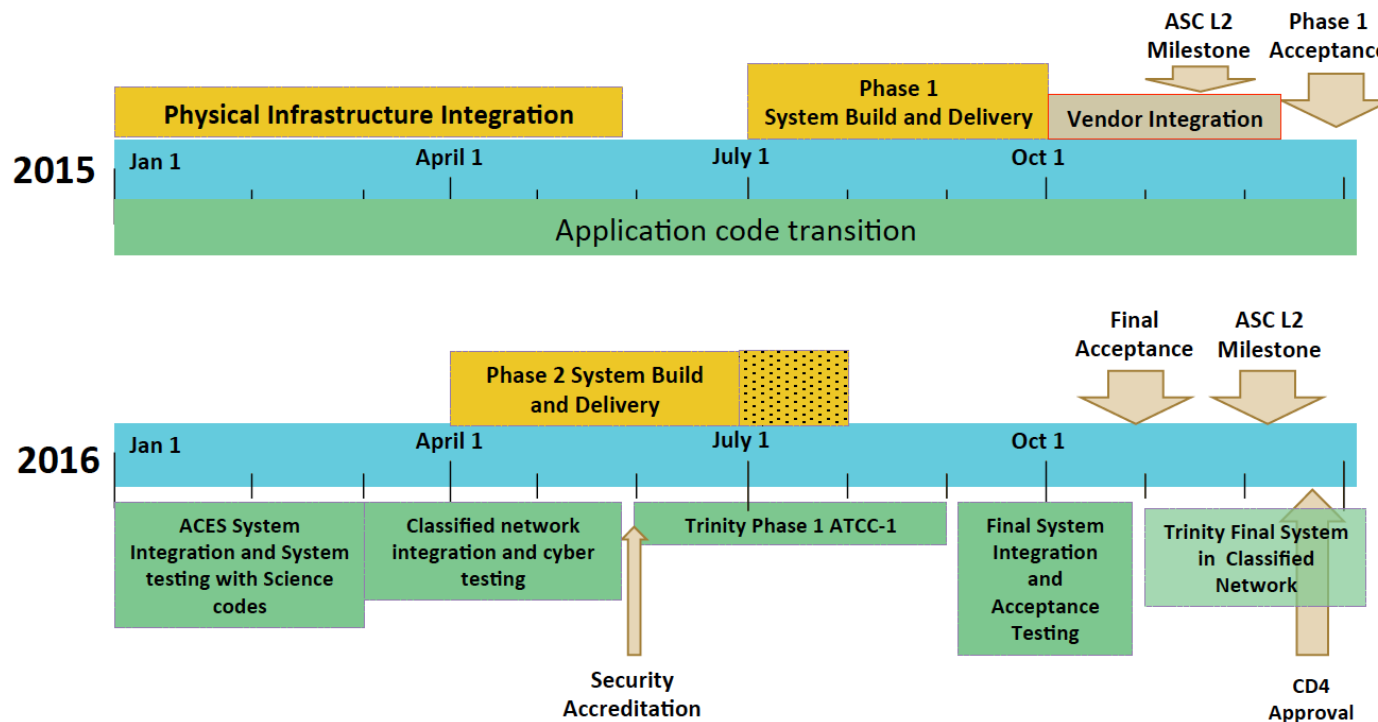 ASC L2
Milestone
Phase 1
Acceptance
Physical Infrastructure Integration
Phase 1
System Build and Delivery
Vendor Integration
2015
Jan 1
April 1
July 1
Oct 1
Application code transition
Final
Acceptance
ASC L2
Milestone
Phase 2 System Build
and Delivery
2016
Jan 1
April 1
July 1
Oct 1
ACES System
Integration and System
testing with Science
codes
Classified network
integration and cyber
testing
Trinity Phase 1 ATCC-1
Final System
Integration
and
Acceptance
Testing
Trinity Final System
in Classified
Network
Security
Accreditation
CD4
Approval